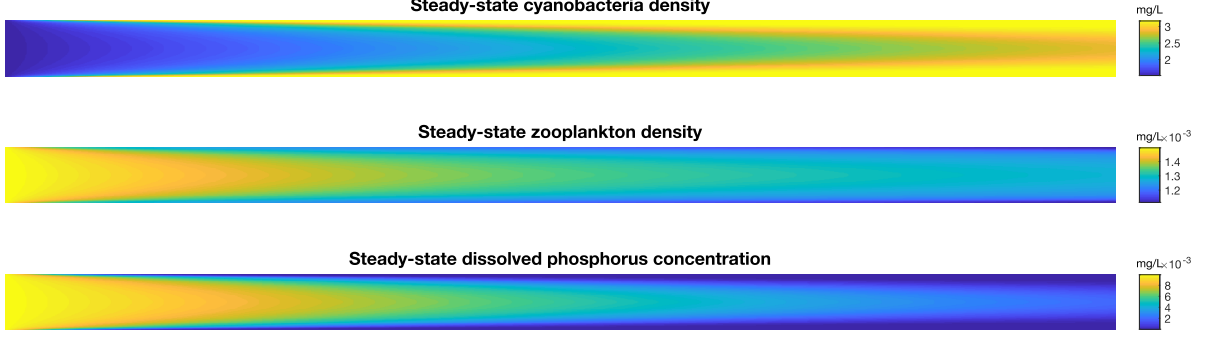 Steady-state cyanobacteria density
mg/L
3
2.5
2
Steady-state zooplankton density
mg/L×10⁻³
1.4
1.3
1.2
Steady-state dissolved phosphorus concentration
mg/L×10⁻³
8
6
4
2